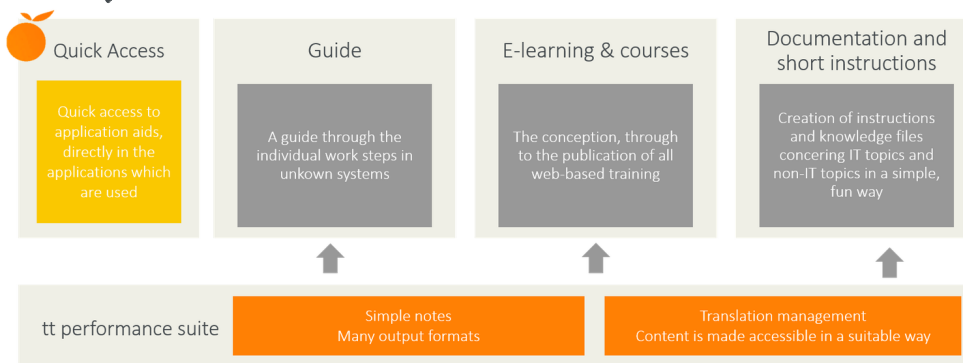 Quick Access
Quick access to
application aids,
directly in the
applications which
are used
Guide
A guide through the
individual work steps in
unkown systems
E-learning & courses
The conception, through
to the publication of all
web-based training
Documentation and
short instructions
Creation of instructions
and knowledge files
concering IT topics and
non-IT topics in a simple,
fun way
tt performance suite
Simple notes
Many output formats
Translation management
Content is made accessible in a suitable way